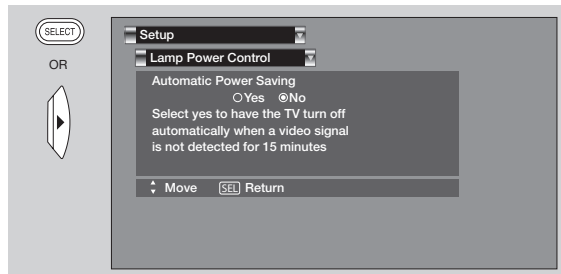 SELECT
OR
Setup
Lamp Power Control
Automatic Power Saving
Yes No
Select yes to have the TV turn off
automatically when a video signal
is not detected for 15 minutes
Move SEL Return